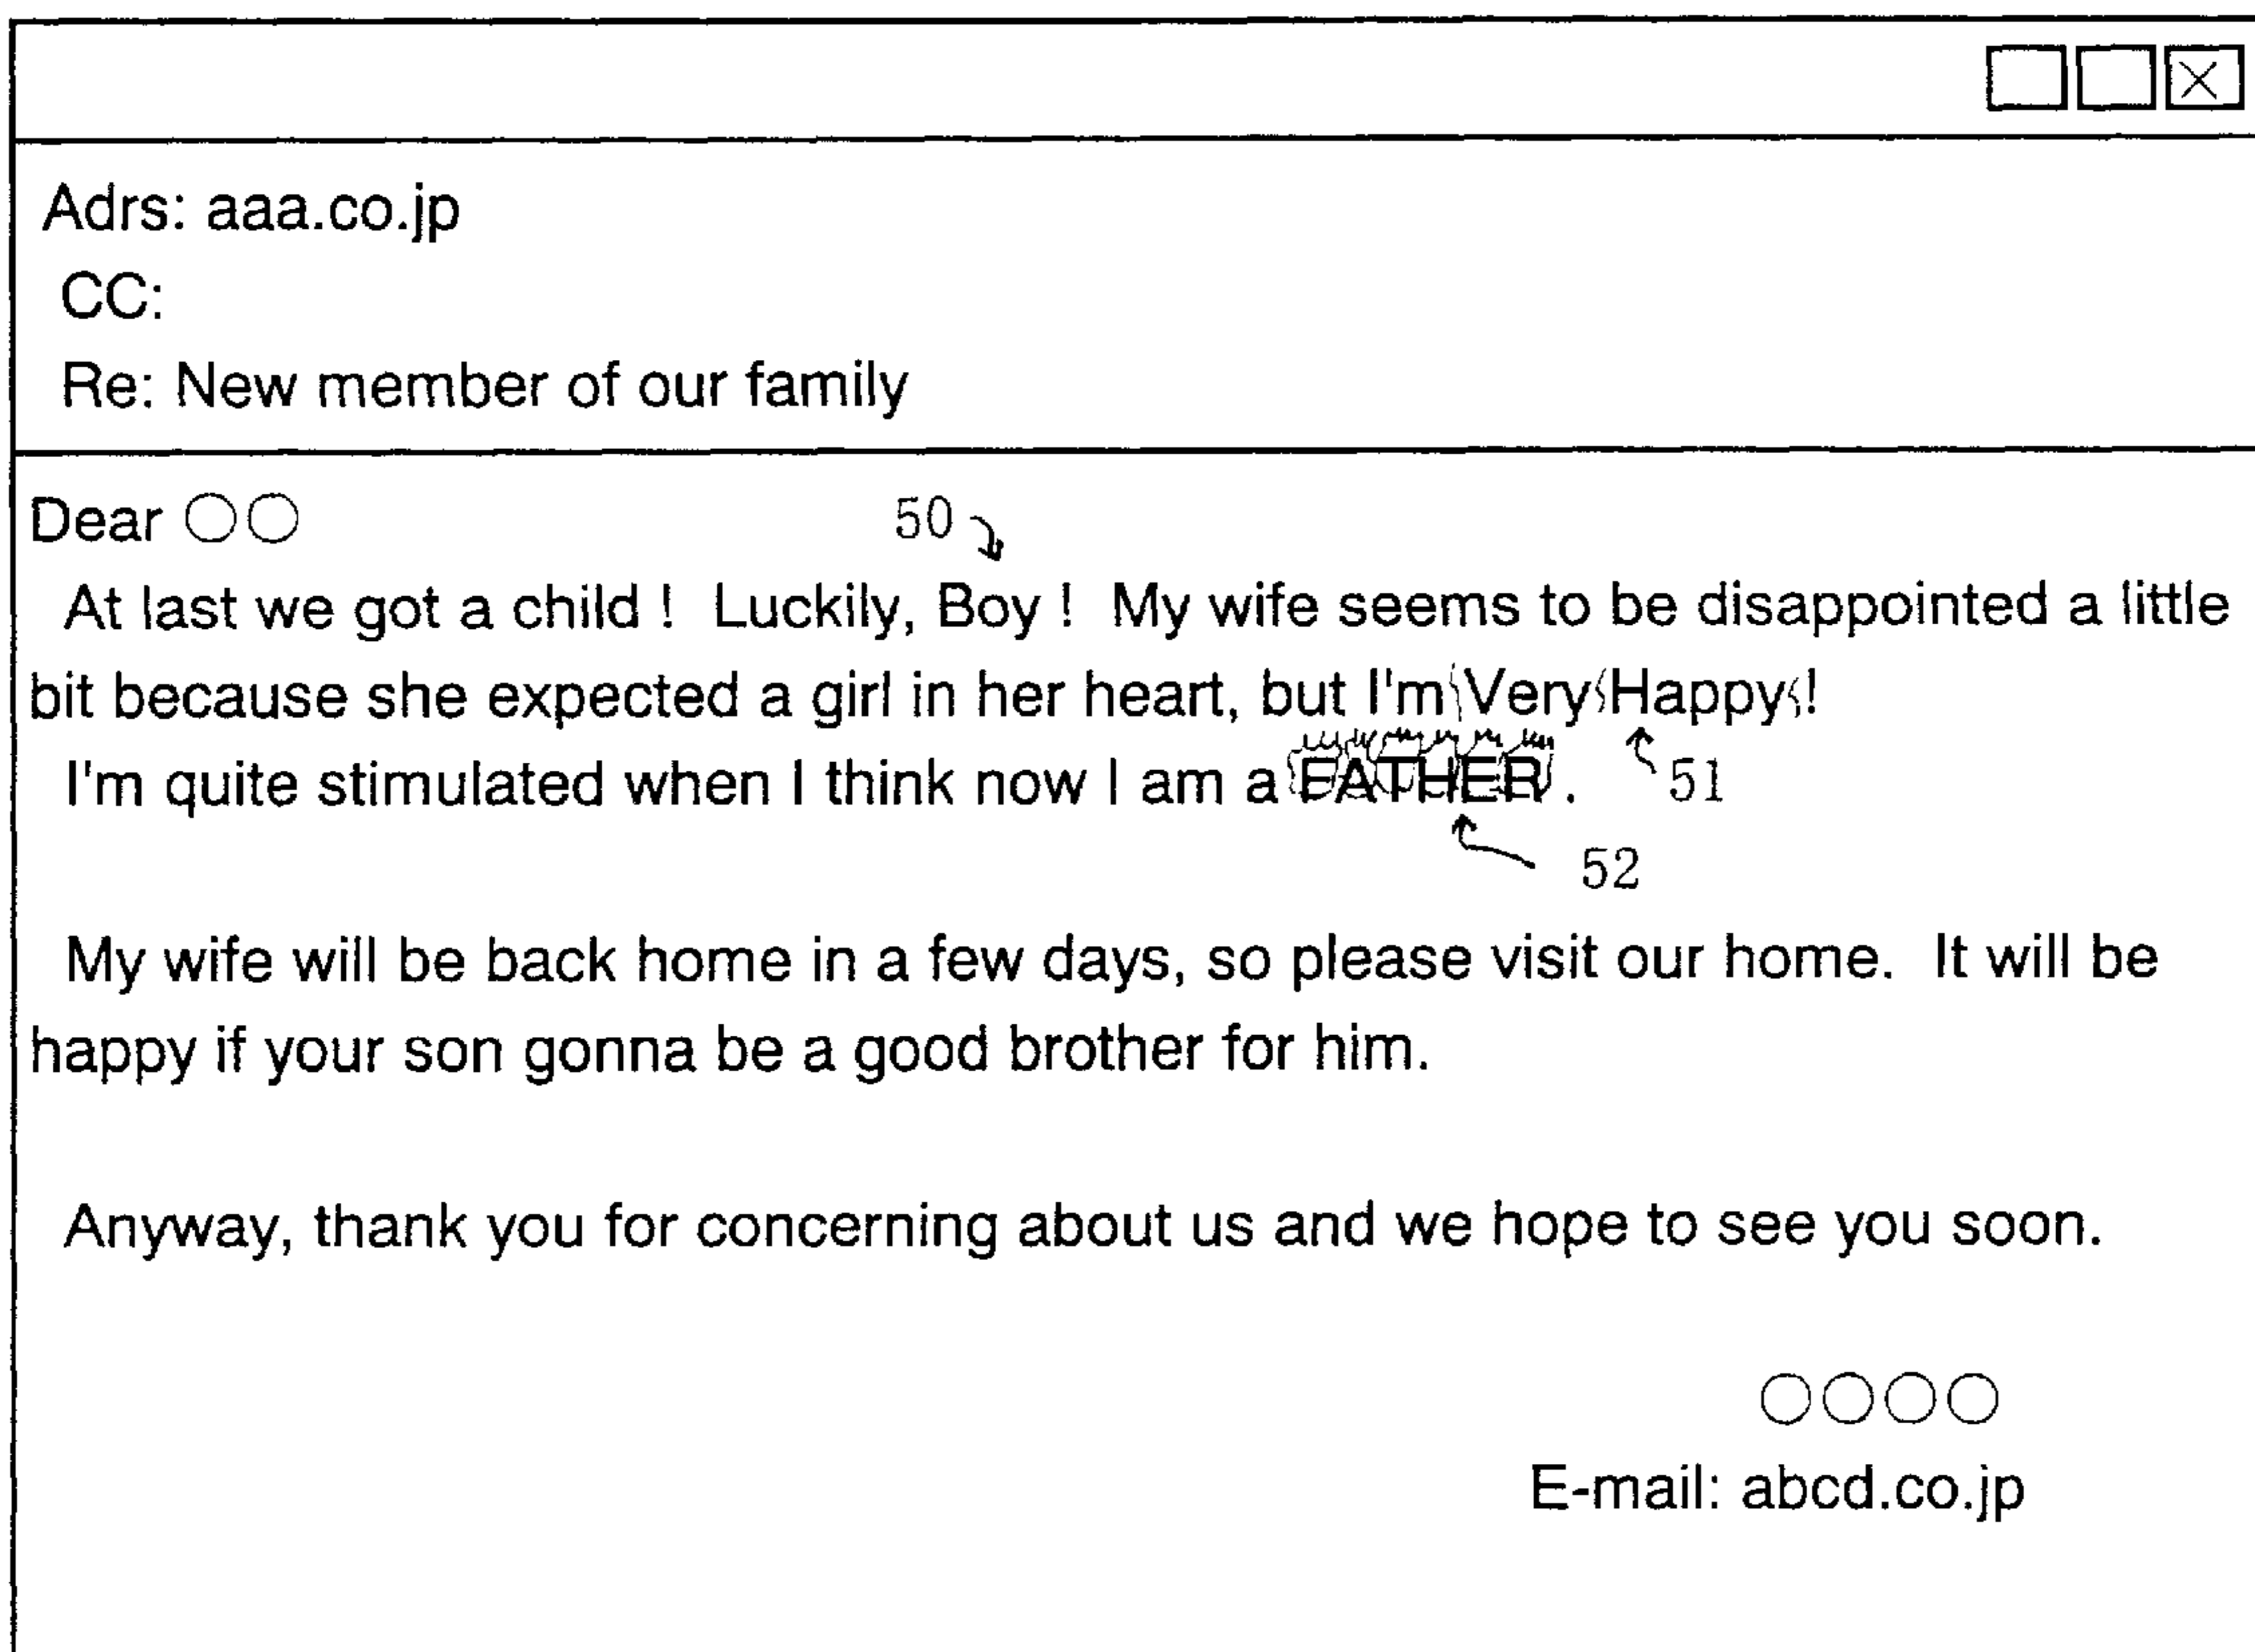 Adrs: aaa.co.jp
CC:
Re: New member of our family
Dear ○○
50
At last we got a child ! Luckily, Boy ! My wife seems to be disappointed a little
bit because she expected a girl in her heart, but I'm Very Happy !
I'm quite stimulated when I think now I am a FATHER .
51
52
My wife will be back home in a few days, so please visit our home. It will be
happy if your son gonna be a good brother for him.
Anyway, thank you for concerning about us and we hope to see you soon.
○○○○
E-mail: abcd.co.jp